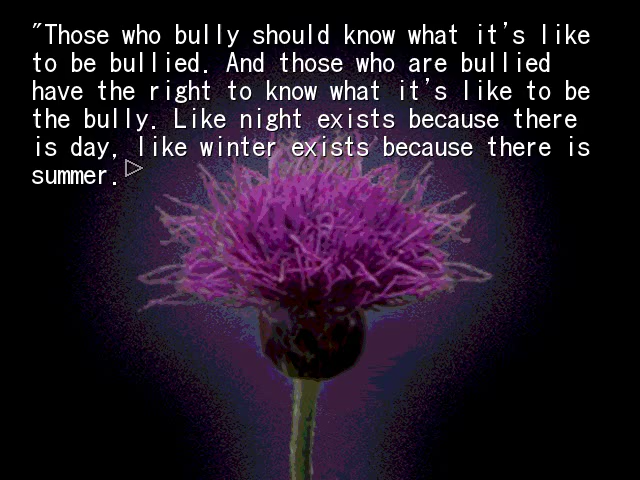 "Those who bully should know what it's like
to be bullied. And those who are bullied
have the right to know what it's like to be
the bully. Like night exists because there
is day, like winter exists because there is
summer.